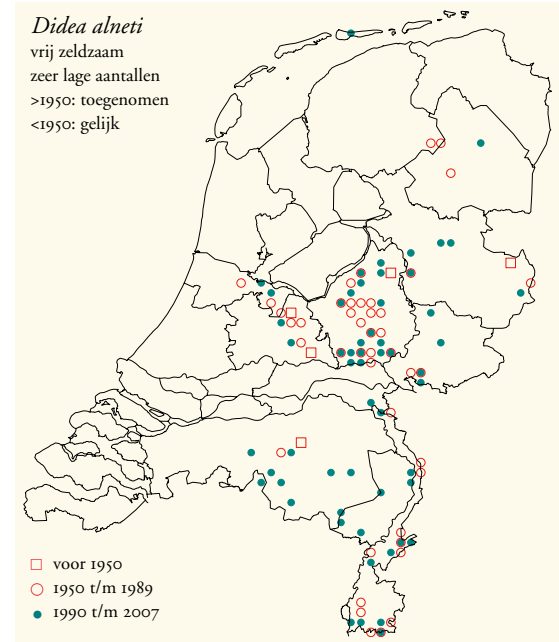 Didea alneti
vrij zeldzaam
zeer lage aantallen
>1950: toegenomen
<1950: gelijk
voor 1950
1950 t/m 1989
1990 t/m 2007